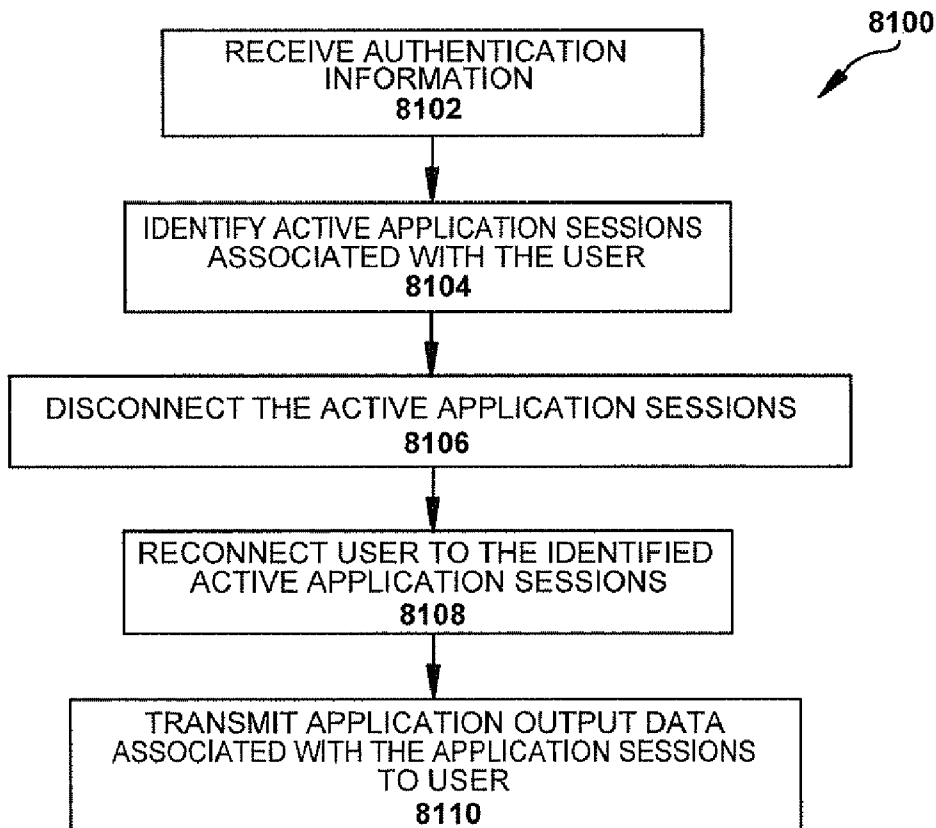 8100
RECEIVE AUTHENTICATION
INFORMATION
8102
IDENTIFY ACTIVE APPLICATION SESSIONS
ASSOCIATED WITH THE USER
8104
DISCONNECT THE ACTIVE APPLICATION SESSIONS
8106
RECONNECT USER TO THE IDENTIFIED
ACTIVE APPLICATION SESSIONS
8108
TRANSMIT APPLICATION OUTPUT DATA
ASSOCIATED WITH THE APPLICATION SESSIONS
TO USER
8110